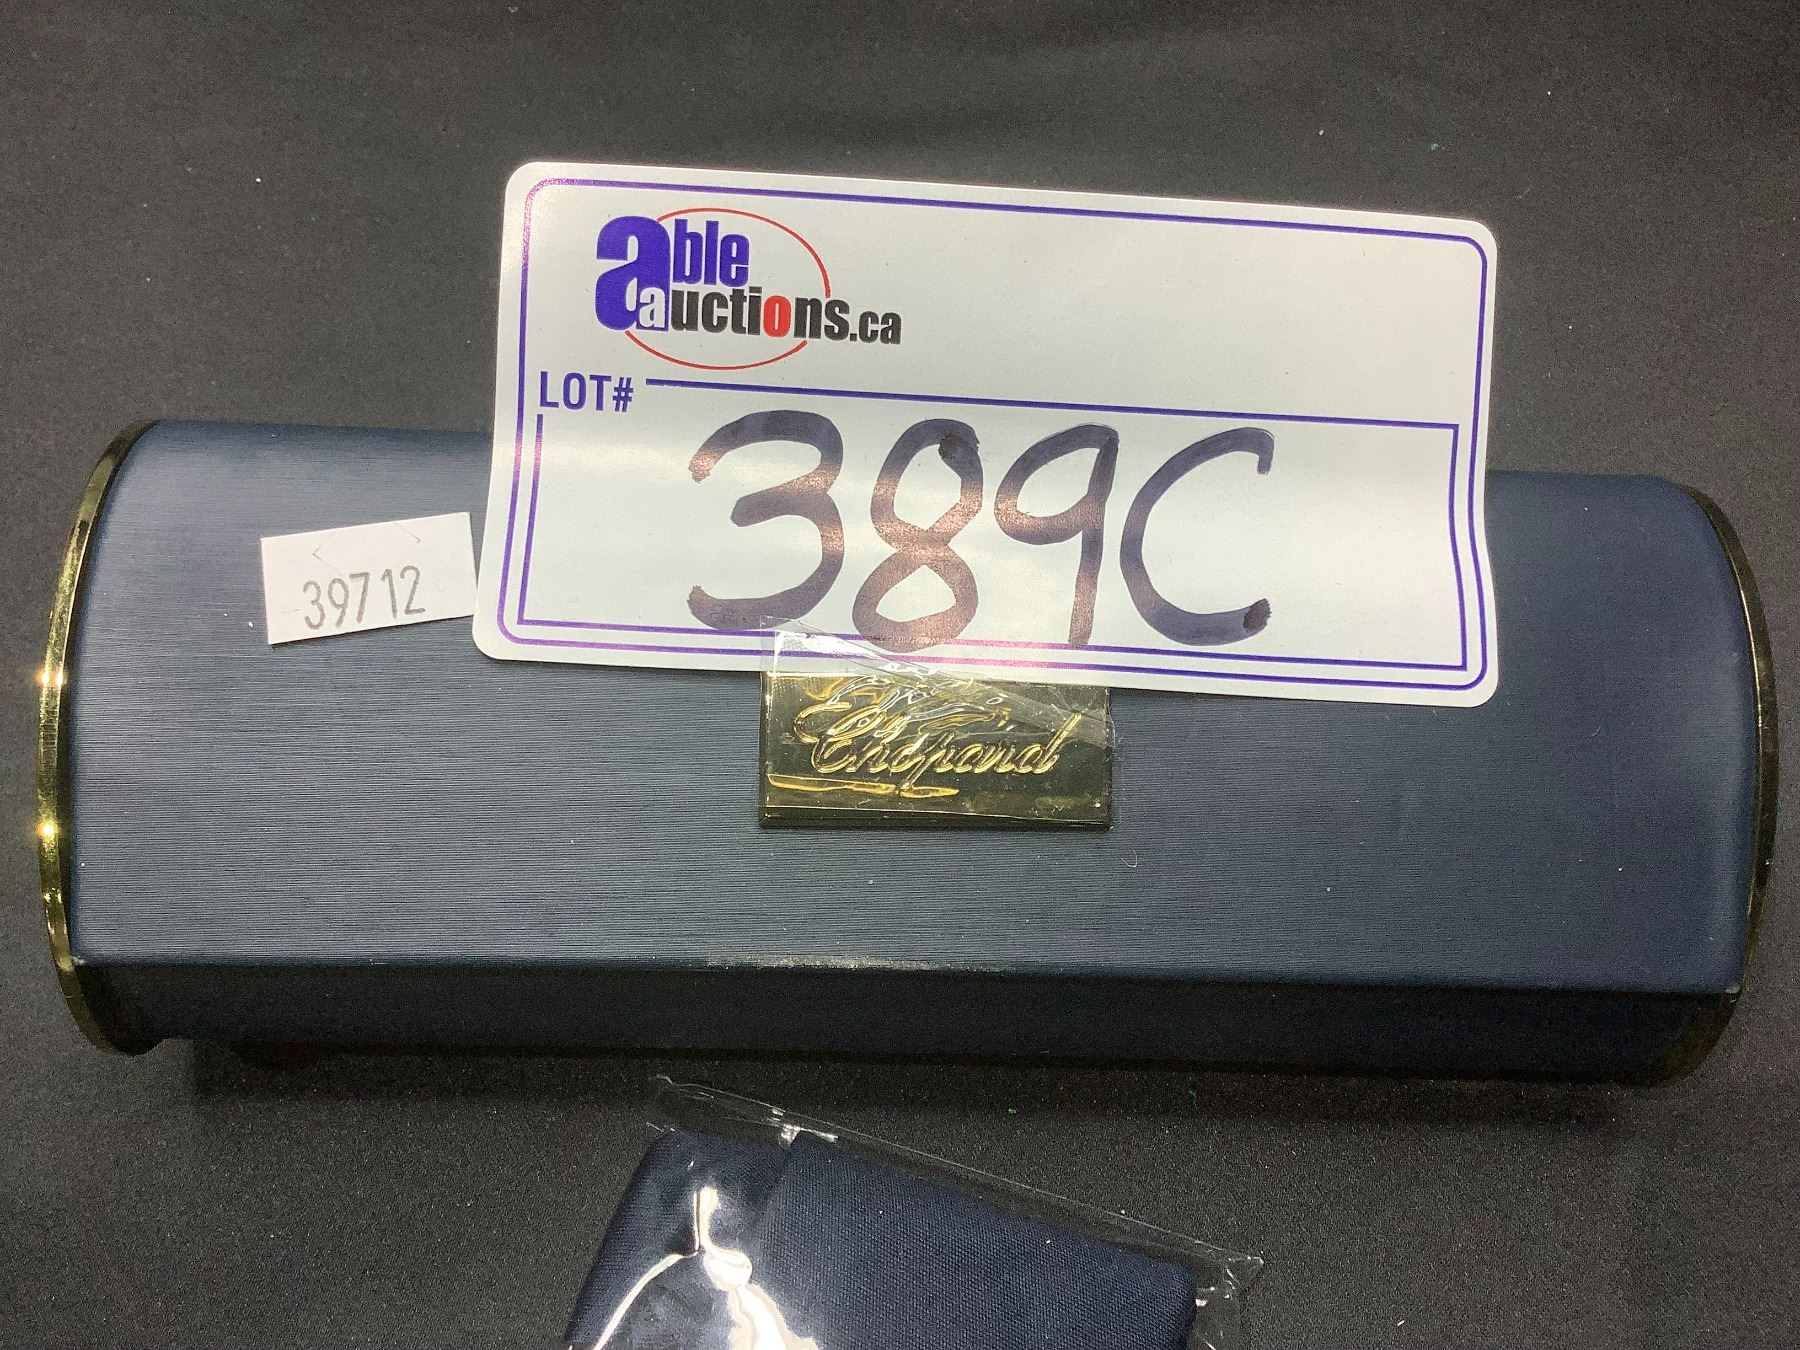 able
auctions.ca
LOT#
389C
39712
Chopard